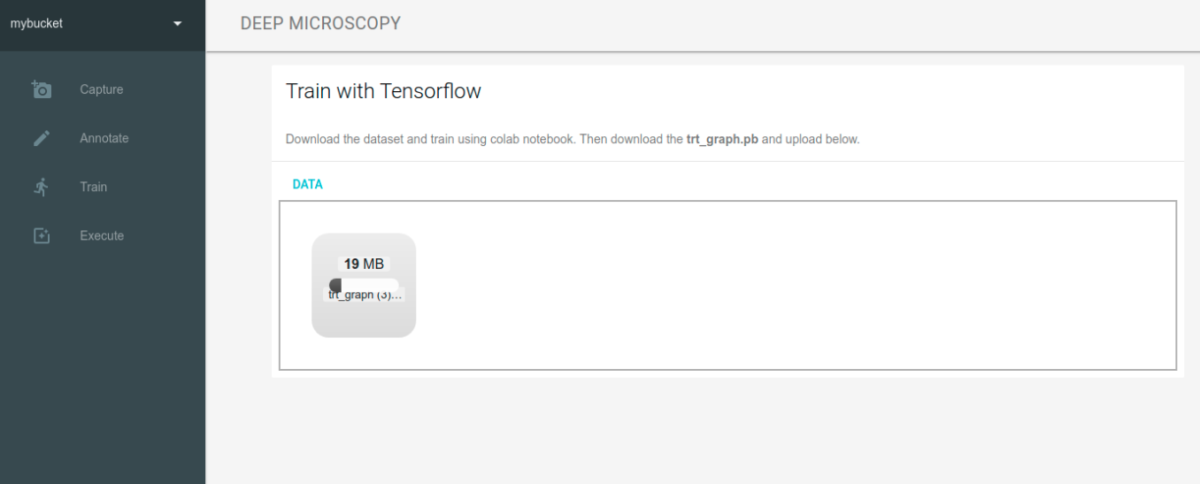 mybucket
DEEP MICROSCOPY
Capture
Annotate
Train
Execute
Train with Tensorflow
Download the dataset and train using colab notebook. Then download the trt_graph.pb and upload below.
DATA
19 MB
trt_graph (3)...